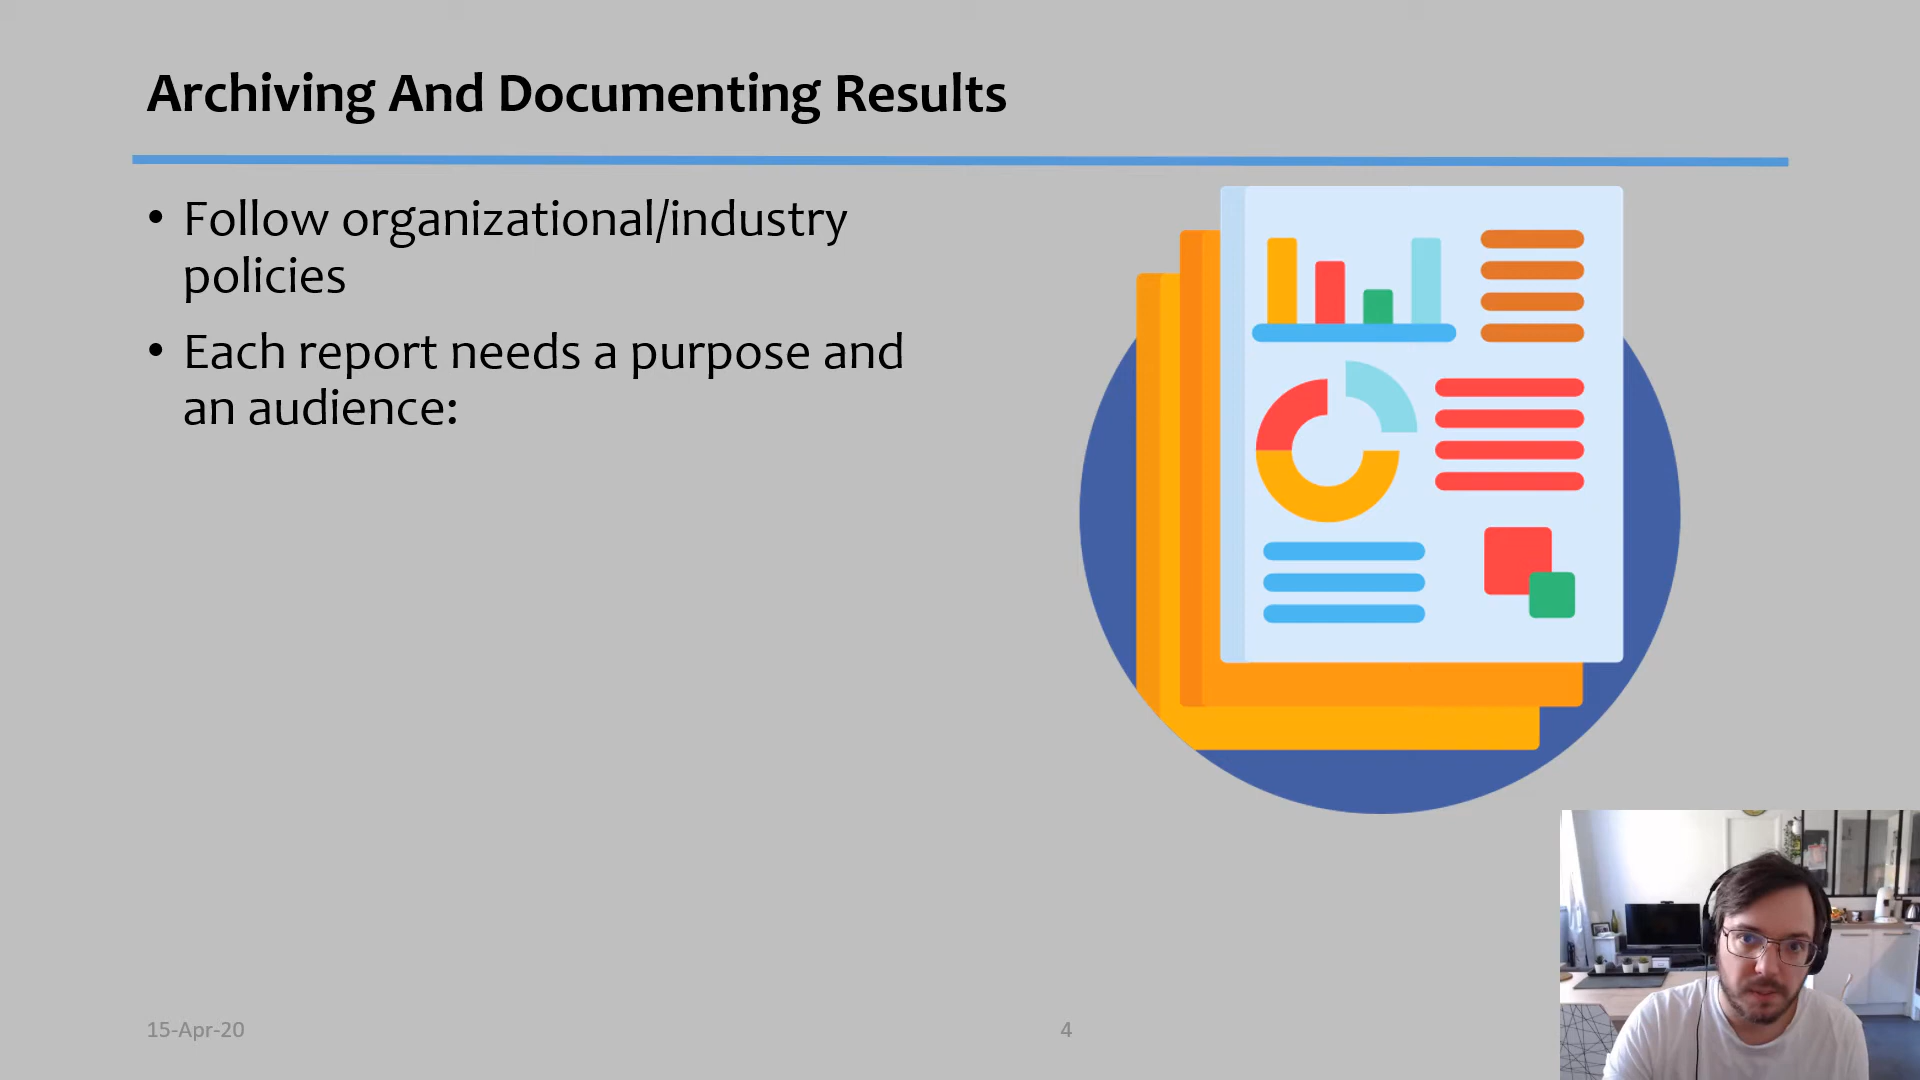 Archiving And Documenting Results
• Follow organizational/industry
policies
• Each report needs a purpose and
an audience:
15-Apr-20
4